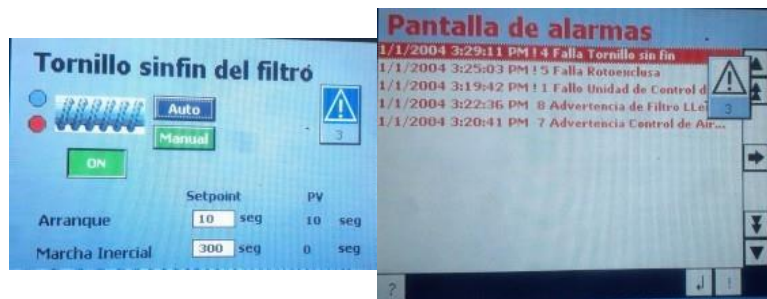 Tornillo sinfin del filtro
Auto
3
Manual
ON
Setpoint PV
Arranque 10 seg 10 seg
Marcha Inercial 300 seg 0 seg
Pantalla de alarmas
1/1/2004 3:29:11 PM ! 4 Falla Tornillo sin fin
1/1/2004 3:25:03 PM ! 5 Falla Rotoesclusa
1/1/2004 3:19:42 PM ! 1 Fallo Unidad de Control d
1/1/2004 3:22:36 PM 8 Advertencia de Filtro LLe
3
1/1/2004 3:20:41 PM 7 Advertencia Control de Air...
?
!